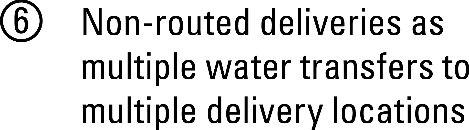 ⑥ Non-routed deliveries as
multiple water transfers to
multiple delivery locations